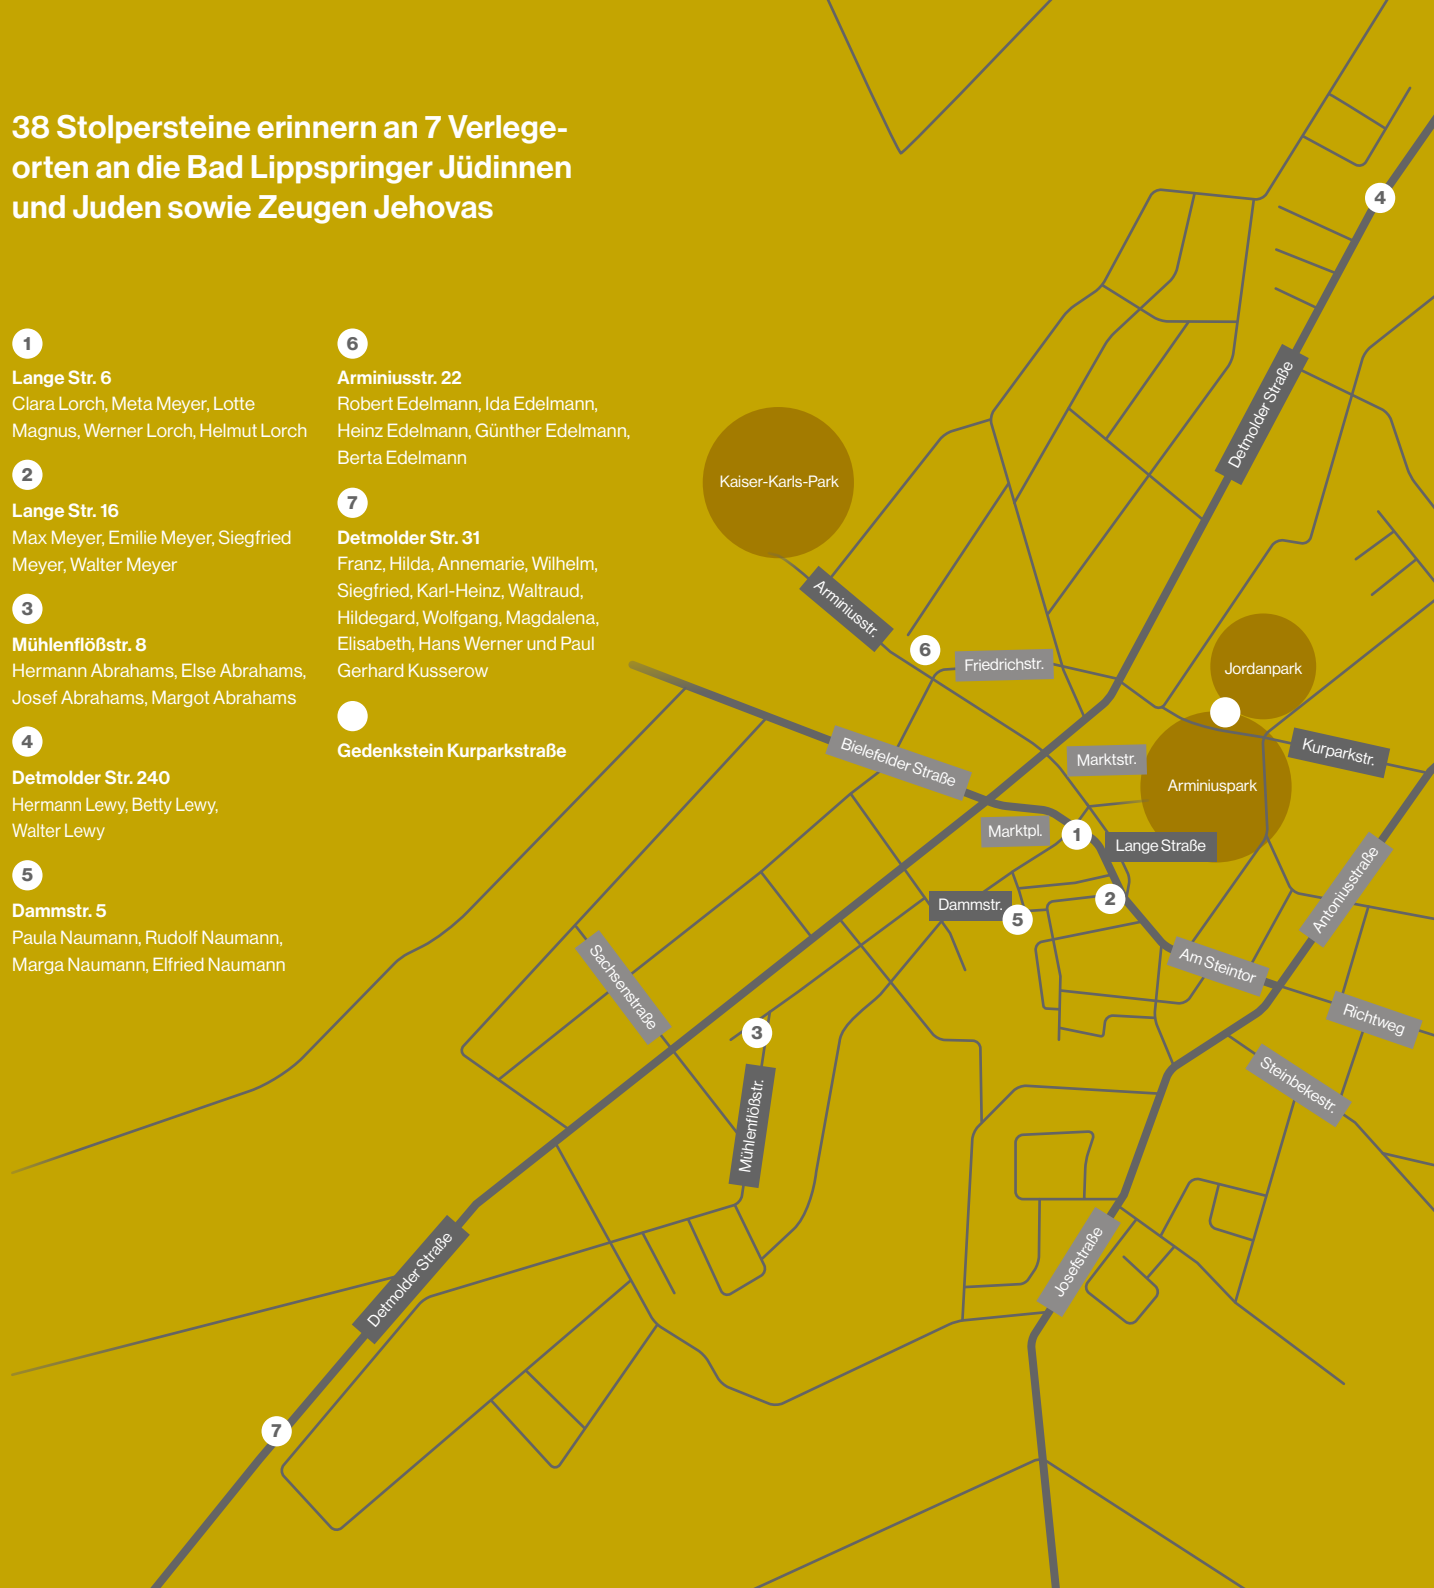 38 Stolpersteine erinnern an 7 Verlege-
orten an die Bad Lippspringer Jüdinnen
und Juden sowie Zeugen Jehovas
1
Lange Str. 6
Clara Lorch, Meta Meyer, Lotte
Magnus, Werner Lorch, Helmut Lorch
2
Lange Str. 16
Max Meyer, Emilie Meyer, Siegfried
Meyer, Walter Meyer
3
Mühlenflößstr. 8
Hermann Abrahams, Else Abrahams,
Josef Abrahams, Margot Abrahams
4
Detmolder Str. 240
Hermann Lewy, Betty Lewy,
Walter Lewy
5
Dammstr. 5
Paula Naumann, Rudolf Naumann,
Marga Naumann, Elfried Naumann
6
Arminiusstr. 22
Robert Edelmann, Ida Edelmann,
Heinz Edelmann, Günther Edelmann,
Berta Edelmann
7
Detmolder Str. 31
Franz, Hilda, Annemarie, Wilhelm,
Siegfried, Karl-Heinz, Waltraud,
Hildegard, Wolfgang, Magdalena,
Elisabeth, Hans Werner und Paul
Gerhard Kusserow
Gedenkstein Kurparkstraße
4
Detmolder Straße
Kaiser-Karls-Park
Arminiusstr.
6
Friedrichstr.
Jordanpark
Bielefelder Straße
Marktstr.
Kurparkstr.
Arminiuspark
Marktpl.
1
Lange Straße
Antoniusstraße
Dammstr.
5
2
Am Steintor
Sachsenstraße
Richtweg
3
Steinbekestr.
Mühlenflößstr.
Josefstraße
Detmolder Straße
7